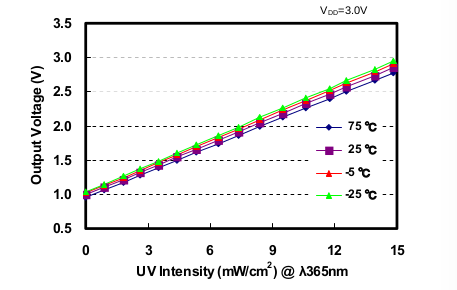 V_DD=3.0V
3.5
3.0
2.5
2.0
1.5
1.0
0.5
Output Voltage (V)
75 ℃
25 ℃
-5 ℃
-25 ℃
0 3 6 9 12 15
UV Intensity (mW/cm²) @ λ365nm